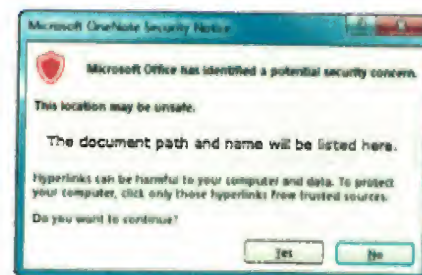 Microsoft OneNote Security Notice
Microsoft Office has identified a potential security concern.
This location may be unsafe.
The document path and name will be listed here.
Hyperlinks can be harmful to your computer and data. To protect
your computer, click only those hyperlinks from trusted sources.
Do you want to continue?
Yes No